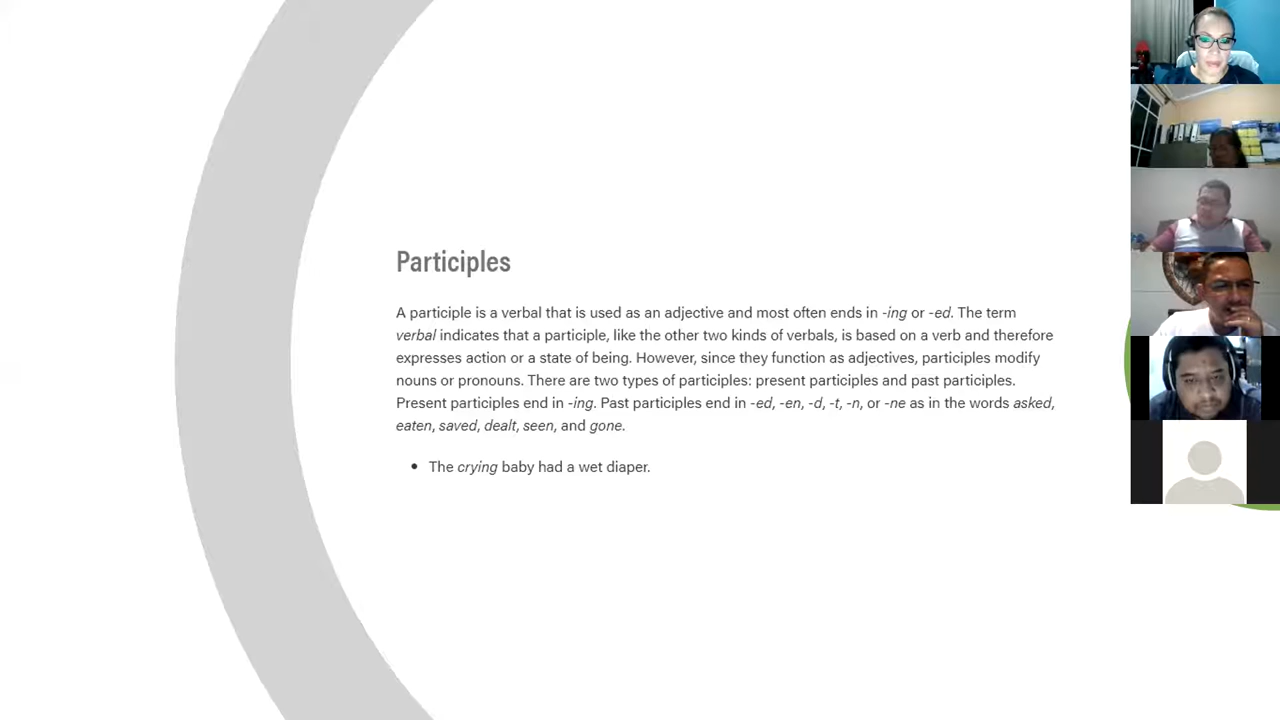 Participles
A participle is a verbal that is used as an adjective and most often ends in -ing or -ed. The term
verbal indicates that a participle, like the other two kinds of verbals, is based on a verb and therefore
expresses action or a state of being. However, since they function as adjectives, participles modify
nouns or pronouns. There are two types of participles: present participles and past participles.
Present participles end in -ing. Past participles end in -ed, -en, -d, -t, -n, or -ne as in the words asked,
eaten, saved, dealt, seen, and gone.
• The crying baby had a wet diaper.